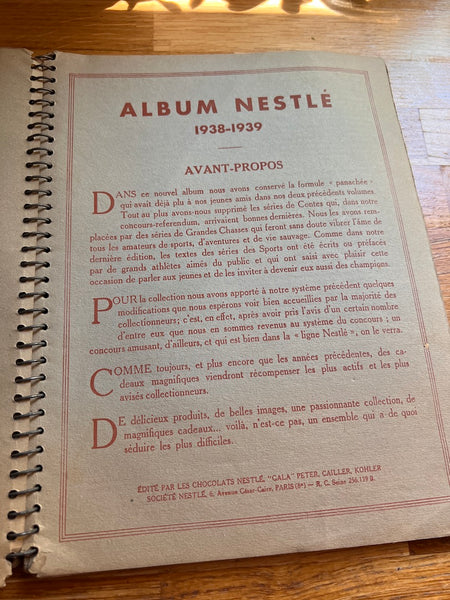 ALBUM NESTLÉ
1938-1939
AVANT-PROPOS
DANS ce nouvel album nous avons conservé la formule « panachée »
qui avait déjà plu à nos jeunes amis dans nos deux précédents volumes.
Tout au plus avons-nous supprimé les séries de Contes qui, dans notre
concours-referendum, arrivaient bonnes dernières. Nous les avons rem-
placées par des séries de Grandes Chasses qui feront sans doute vibrer l'âme de
tous les amateurs de sports, d'aventures et de vie sauvage. Comme dans notre
dernière édition, les textes des séries des Sports ont été écrits ou préfacés
par de grands athlètes aimés du public et qui ont saisi avec plaisir cette
occasion de parler aux jeunes et de les inviter à devenir eux aussi des champions.
POUR la collection nous avons apporté à notre système précédent quelques
modifications que nous espérons voir bien accueillies par la majorité des
collectionneurs; c'est, en effet, après avoir pris l'avis d'un certain nombre
d'entre eux que nous en sommes revenus au système du concours; un
concours amusant, d'ailleurs, et qui est bien dans la « ligne Nestlé », on le verra.
COMME toujours, et plus encore que les années précédentes, des ca-
deaux magnifiques viendront récompenser les plus actifs et les plus
avisés collectionneurs.
DE délicieux produits, de belles images, une passionnante collection, de
magnifiques cadeaux... voilà, n'est-ce pas, un ensemble qui a de quoi
séduire les plus difficiles.
ÉDITÉ PAR LES CHOCOLATS NESTLÉ, "GALA" PETER, CAILLER, KOHLER
SOCIÉTÉ NESTLÉ, 6, Avenue César-Caire, PARIS (8e) — R. C. Seine 256.139 B.